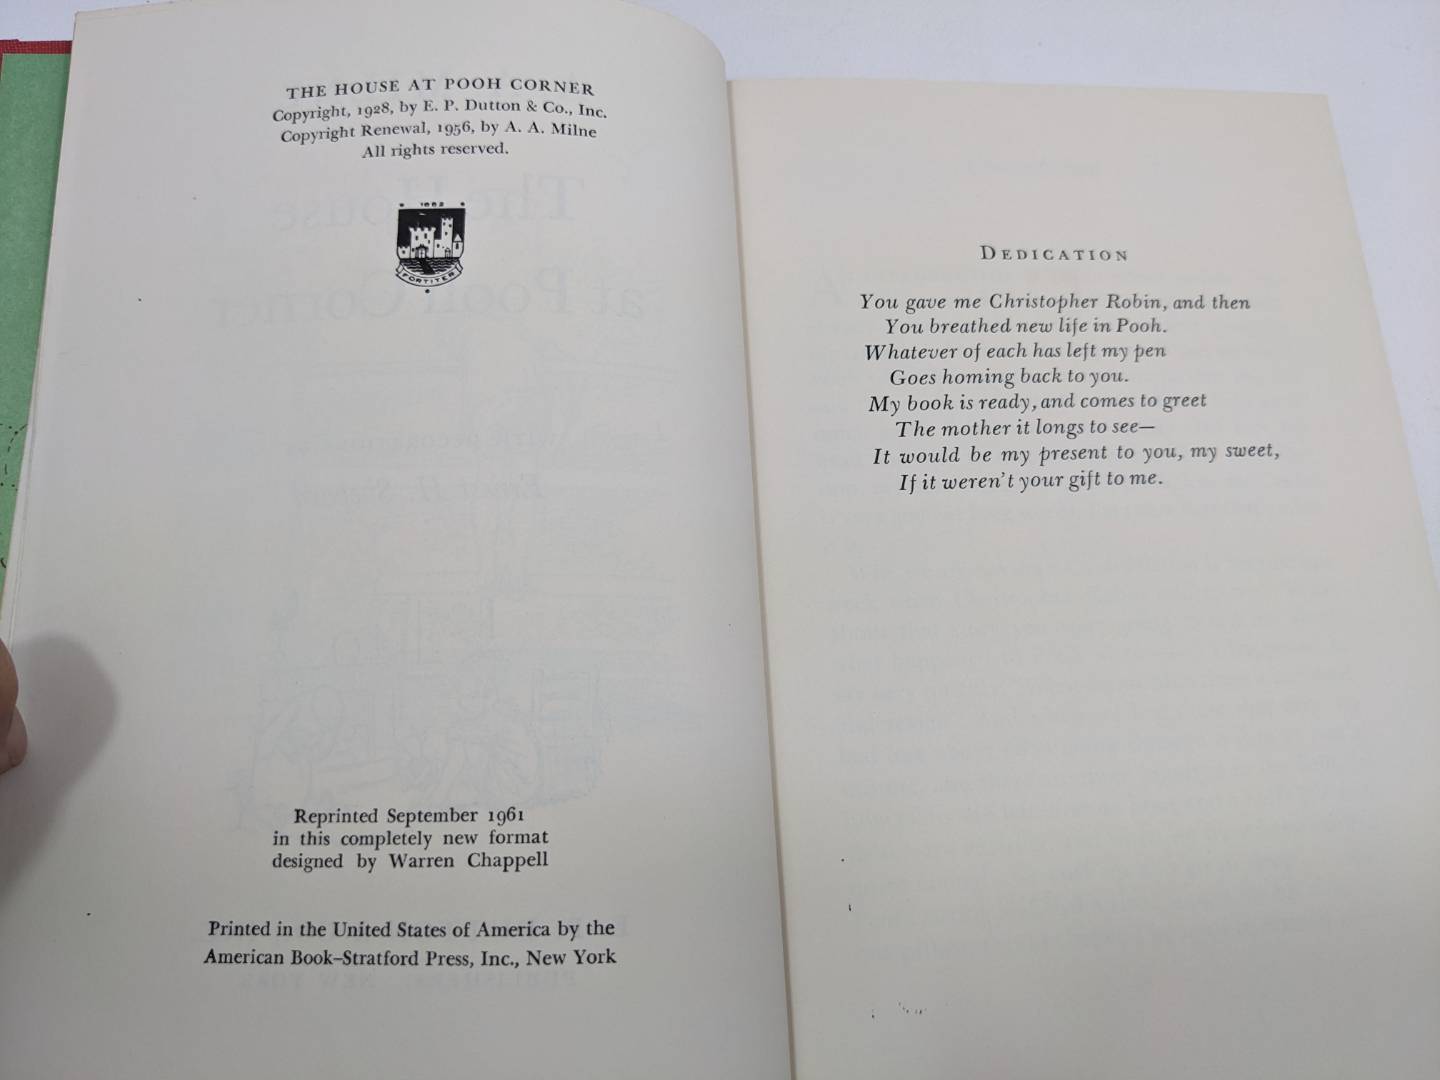 THE HOUSE AT POOH CORNER
Copyright, 1928, by E. P. Dutton & Co., Inc.
Copyright Renewal, 1956, by A. A. Milne
All rights reserved.
1852
FORTITER
Reprinted September 1961
in this completely new format
designed by Warren Chappell
Printed in the United States of America by the
American Book–Stratford Press, Inc., New York
DEDICATION
You gave me Christopher Robin, and then
You breathed new life in Pooh.
Whatever of each has left my pen
Goes homing back to you.
My book is ready, and comes to greet
The mother it longs to see—
It would be my present to you, my sweet,
If it weren't your gift to me.